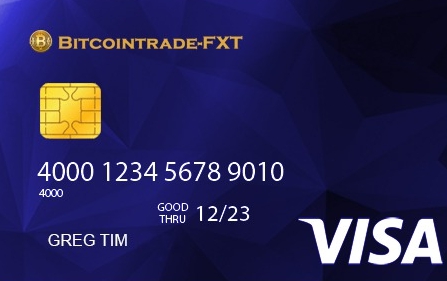 BITCOINTRADE-FXT
4000 1234 5678 9010
4000
GOOD THRU 12/23
GREG TIM
VISA